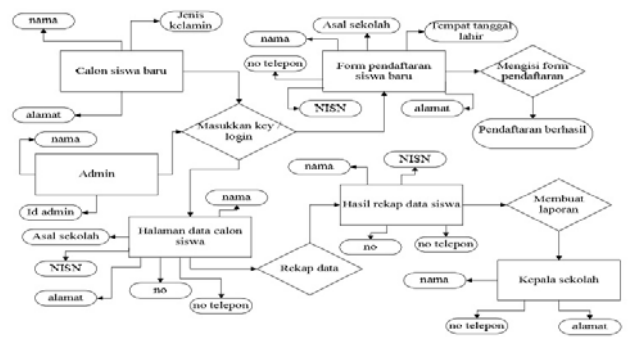 nama
Jenis
kelamin
Calon siswa baru
alamat
nama
Admin
Id admin
Masukkan key /
login
Asal sekolah
nama
Tempat tanggal
lahir
no telepon
Form pendaftaran
siswa baru
Mengisi form
pendaftaran
NISN
alamat
Pendaftaran berhasil
nama
Halaman data calon
siswa
Asal sekolah
NISN
alamat
no
no telepon
Rekap data
nama
NISN
Hasil rekap data siswa
no
no telepon
Membuat
laporan
Kepala sekolah
nama
no telepon
alamat